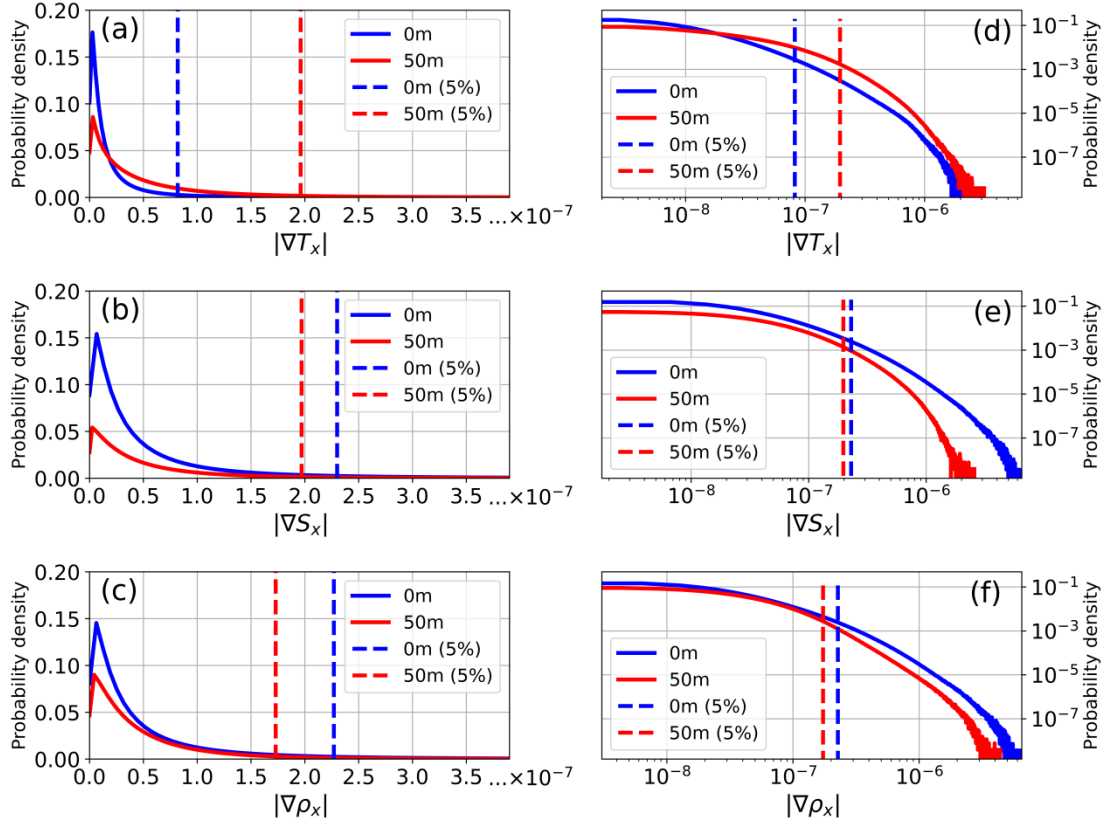 (a)
Probability density
0.20
0.15
0.10
0.05
0.00
0m
50m
0m (5%)
50m (5%)
0.0 0.5 1.0 1.5 2.0 2.5 3.0 3.5 ...×10⁻⁷
|∇Tₓ|
(d)
10⁻¹
10⁻³
10⁻⁵
10⁻⁷
Probability density
0m
50m
0m (5%)
50m (5%)
10⁻⁸ 10⁻⁷ 10⁻⁶
|∇Tₓ|
(b)
Probability density
0.20
0.15
0.10
0.05
0.00
0m
50m
0m (5%)
50m (5%)
0.0 0.5 1.0 1.5 2.0 2.5 3.0 3.5 ...×10⁻⁷
|∇Sₓ|
(e)
10⁻¹
10⁻³
10⁻⁵
10⁻⁷
Probability density
0m
50m
0m (5%)
50m (5%)
10⁻⁸ 10⁻⁷ 10⁻⁶
|∇Sₓ|
(c)
Probability density
0.20
0.15
0.10
0.05
0.00
0m
50m
0m (5%)
50m (5%)
0.0 0.5 1.0 1.5 2.0 2.5 3.0 3.5 ...×10⁻⁷
|∇ρₓ|
(f)
10⁻¹
10⁻³
10⁻⁵
10⁻⁷
Probability density
0m
50m
0m (5%)
50m (5%)
10⁻⁸ 10⁻⁷ 10⁻⁶
|∇ρₓ|